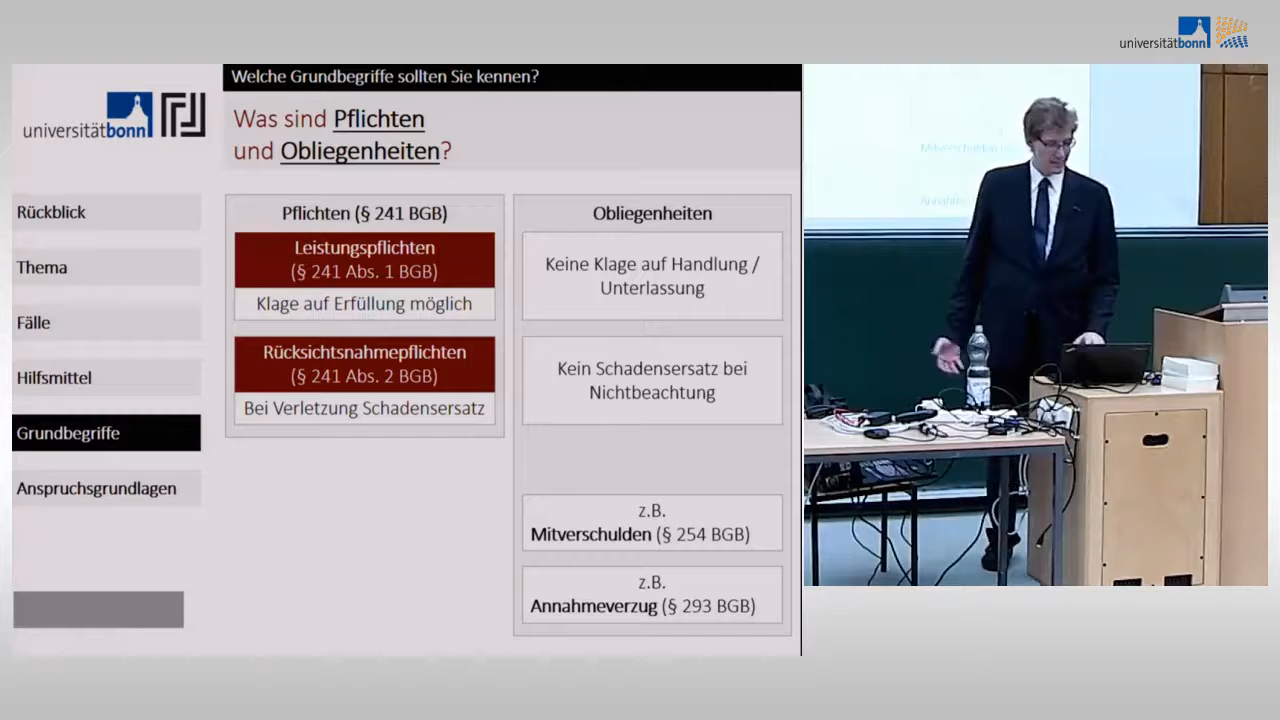 universitätbonn
Welche Grundbegriffe sollten Sie kennen?
universitätbonn
Was sind Pflichten
und Obliegenheiten?
Rückblick
Thema
Fälle
Hilfsmittel
Grundbegriffe
Anspruchsgrundlagen
Pflichten (§ 241 BGB)
Leistungspflichten
(§ 241 Abs. 1 BGB)
Klage auf Erfüllung möglich
Rücksichtsnahmepflichten
(§ 241 Abs. 2 BGB)
Bei Verletzung Schadensersatz
Obliegenheiten
Keine Klage auf Handlung /
Unterlassung
Kein Schadensersatz bei
Nichtbeachtung
z.B.
Mitverschulden (§ 254 BGB)
z.B.
Annahmeverzug (§ 293 BGB)
Mitverschulden